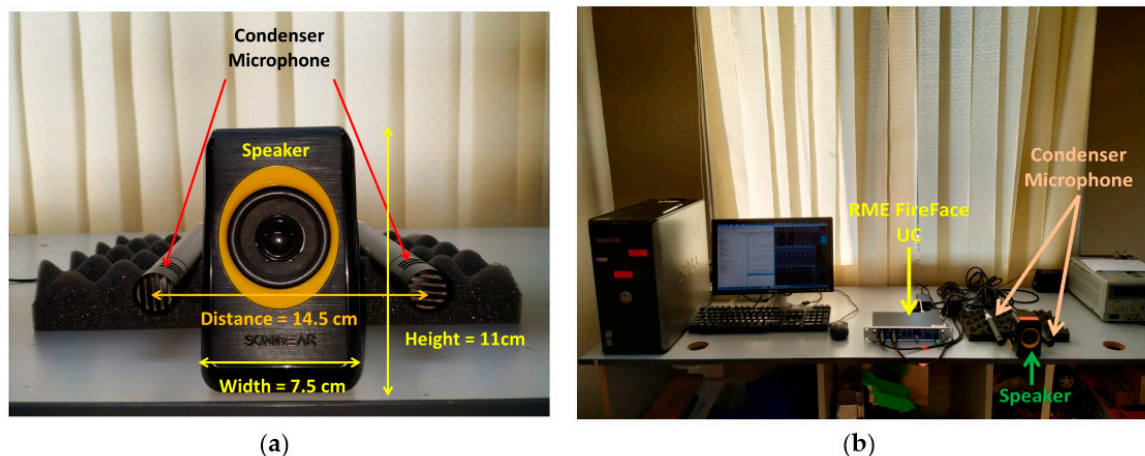 Condenser
Microphone
Speaker
Distance = 14.5 cm
SONICGEAR
Height = 11cm
Width = 7.5 cm
(a)
Condenser
Microphone
RME FireFace
UC
Speaker
(b)